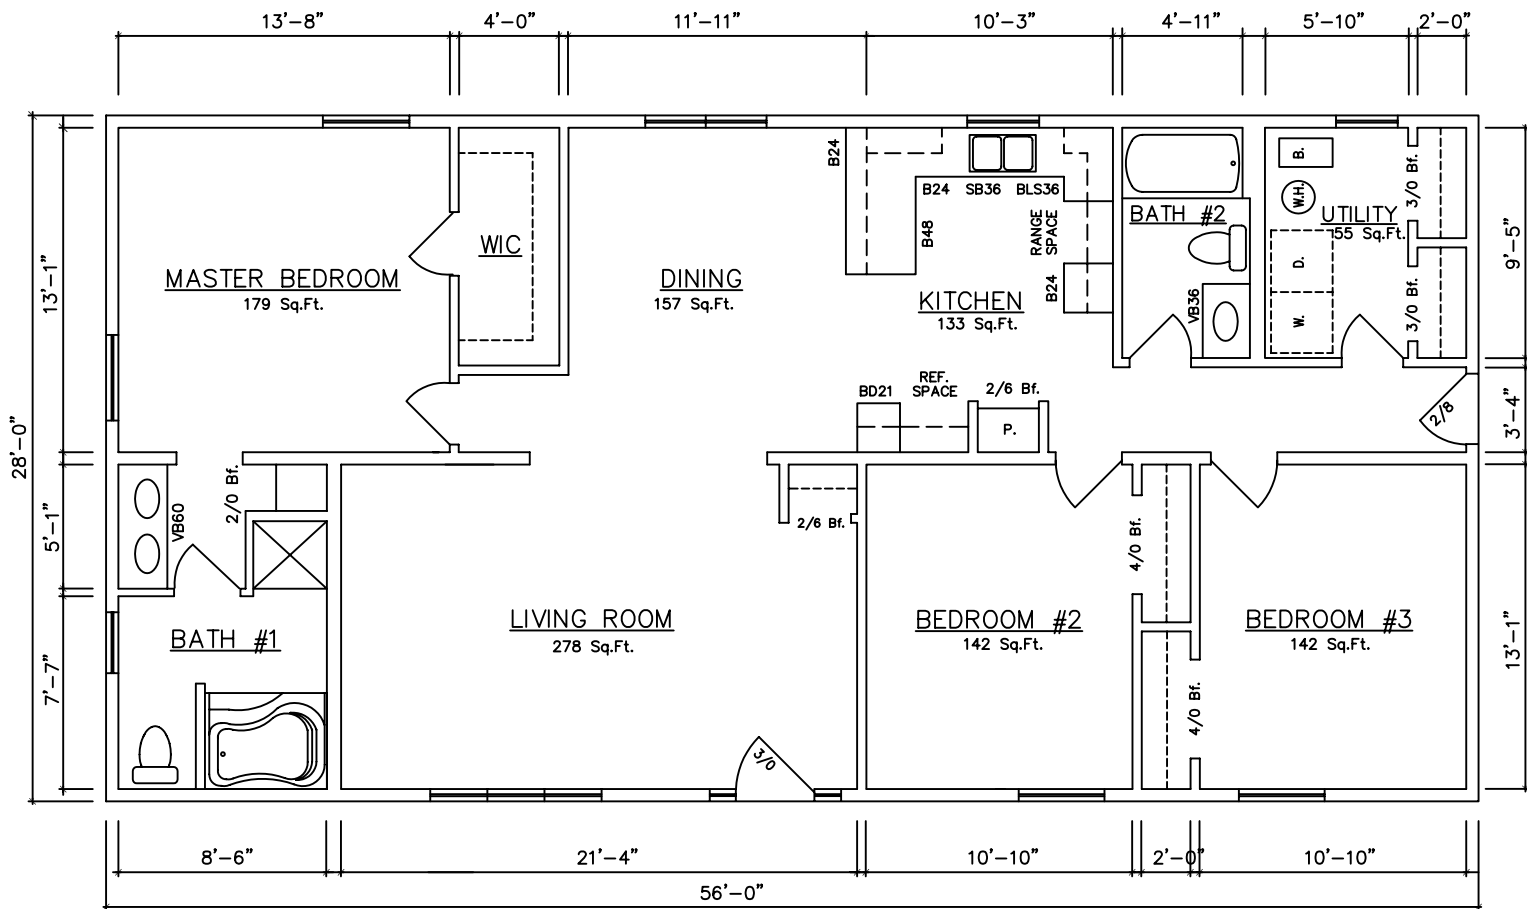 13'-8" 4'-0" 11'-11" 10'-3" 4'-11" 5'-10" 2'-0"
B24
B24 SB36 BLS36
B48
RANGE
SPACE
B24
B.
W.H.
3/0 Bf.
BATH #2
UTILITY
55 Sq.Ft.
WIC
D.
W.
VB36
3/0 Bf.
9'-5"
13'-1"
MASTER BEDROOM
179 Sq.Ft.
DINING
157 Sq.Ft.
KITCHEN
133 Sq.Ft.
BD21
REF.
SPACE
2/6 Bf.
P.
2/8
3'-4"
28'-0"
5'-1"
VB60
2/0 Bf.
2/6 Bf.
4/0 Bf.
7'-7"
BATH #1
LIVING ROOM
278 Sq.Ft.
BEDROOM #2
142 Sq.Ft.
BEDROOM #3
142 Sq.Ft.
13'-1"
4/0 Bf.
3/0
8'-6" 21'-4" 10'-10" 2'-0" 10'-10"
56'-0"